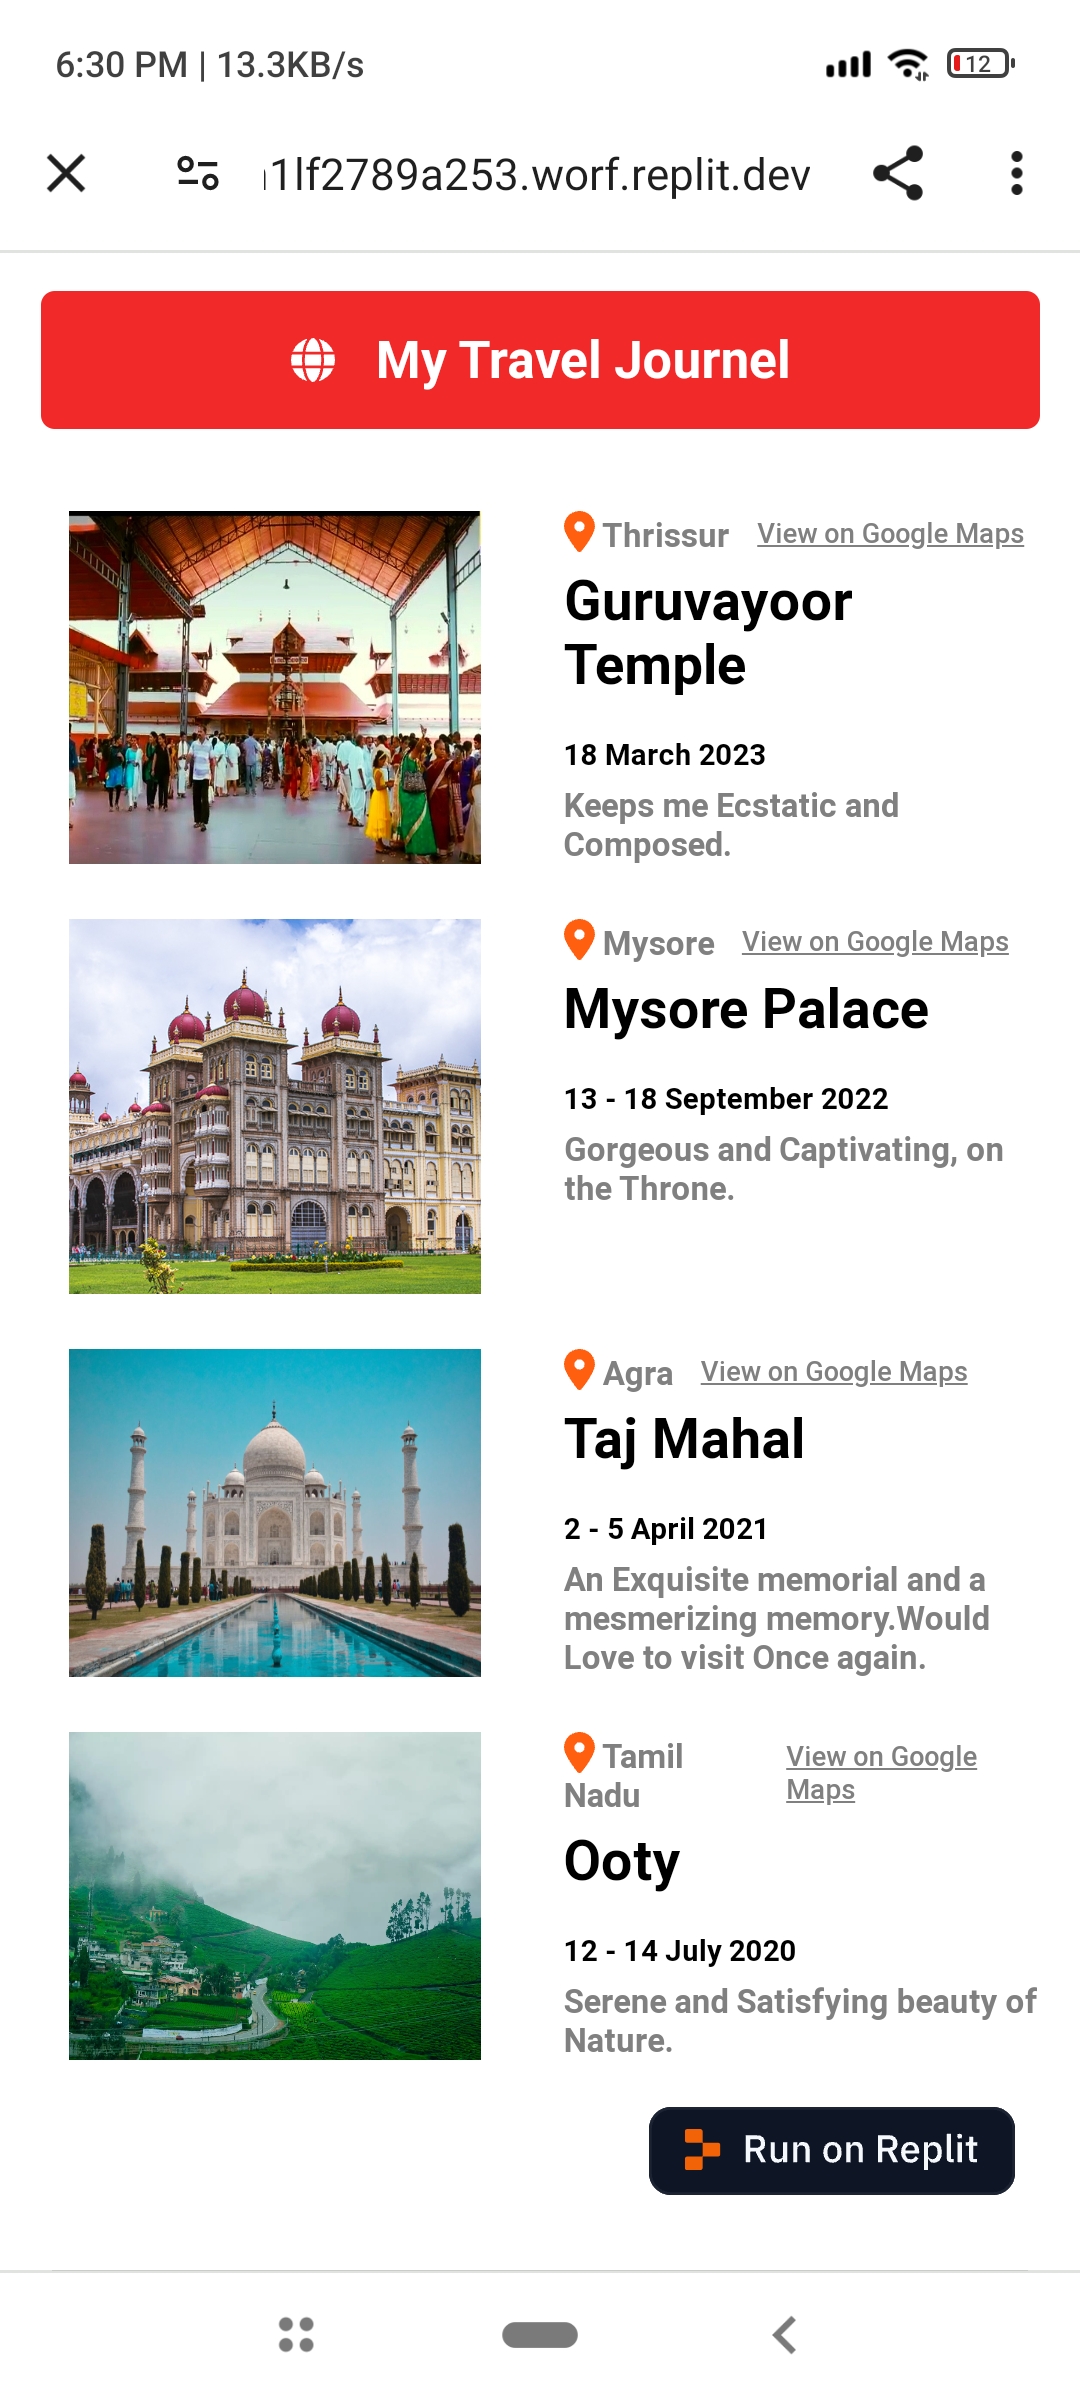 6:30 PM | 13.3KB/s
12
1lf2789a253.worf.replit.dev
My Travel Journel
Thrissur View on Google Maps
Guruvayoor
Temple
18 March 2023
Keeps me Ecstatic and
Composed.
Mysore View on Google Maps
Mysore Palace
13 - 18 September 2022
Gorgeous and Captivating, on
the Throne.
Agra View on Google Maps
Taj Mahal
2 - 5 April 2021
An Exquisite memorial and a
mesmerizing memory.Would
Love to visit Once again.
Tamil
Nadu
View on Google
Maps
Ooty
12 - 14 July 2020
Serene and Satisfying beauty of
Nature.
Run on Replit